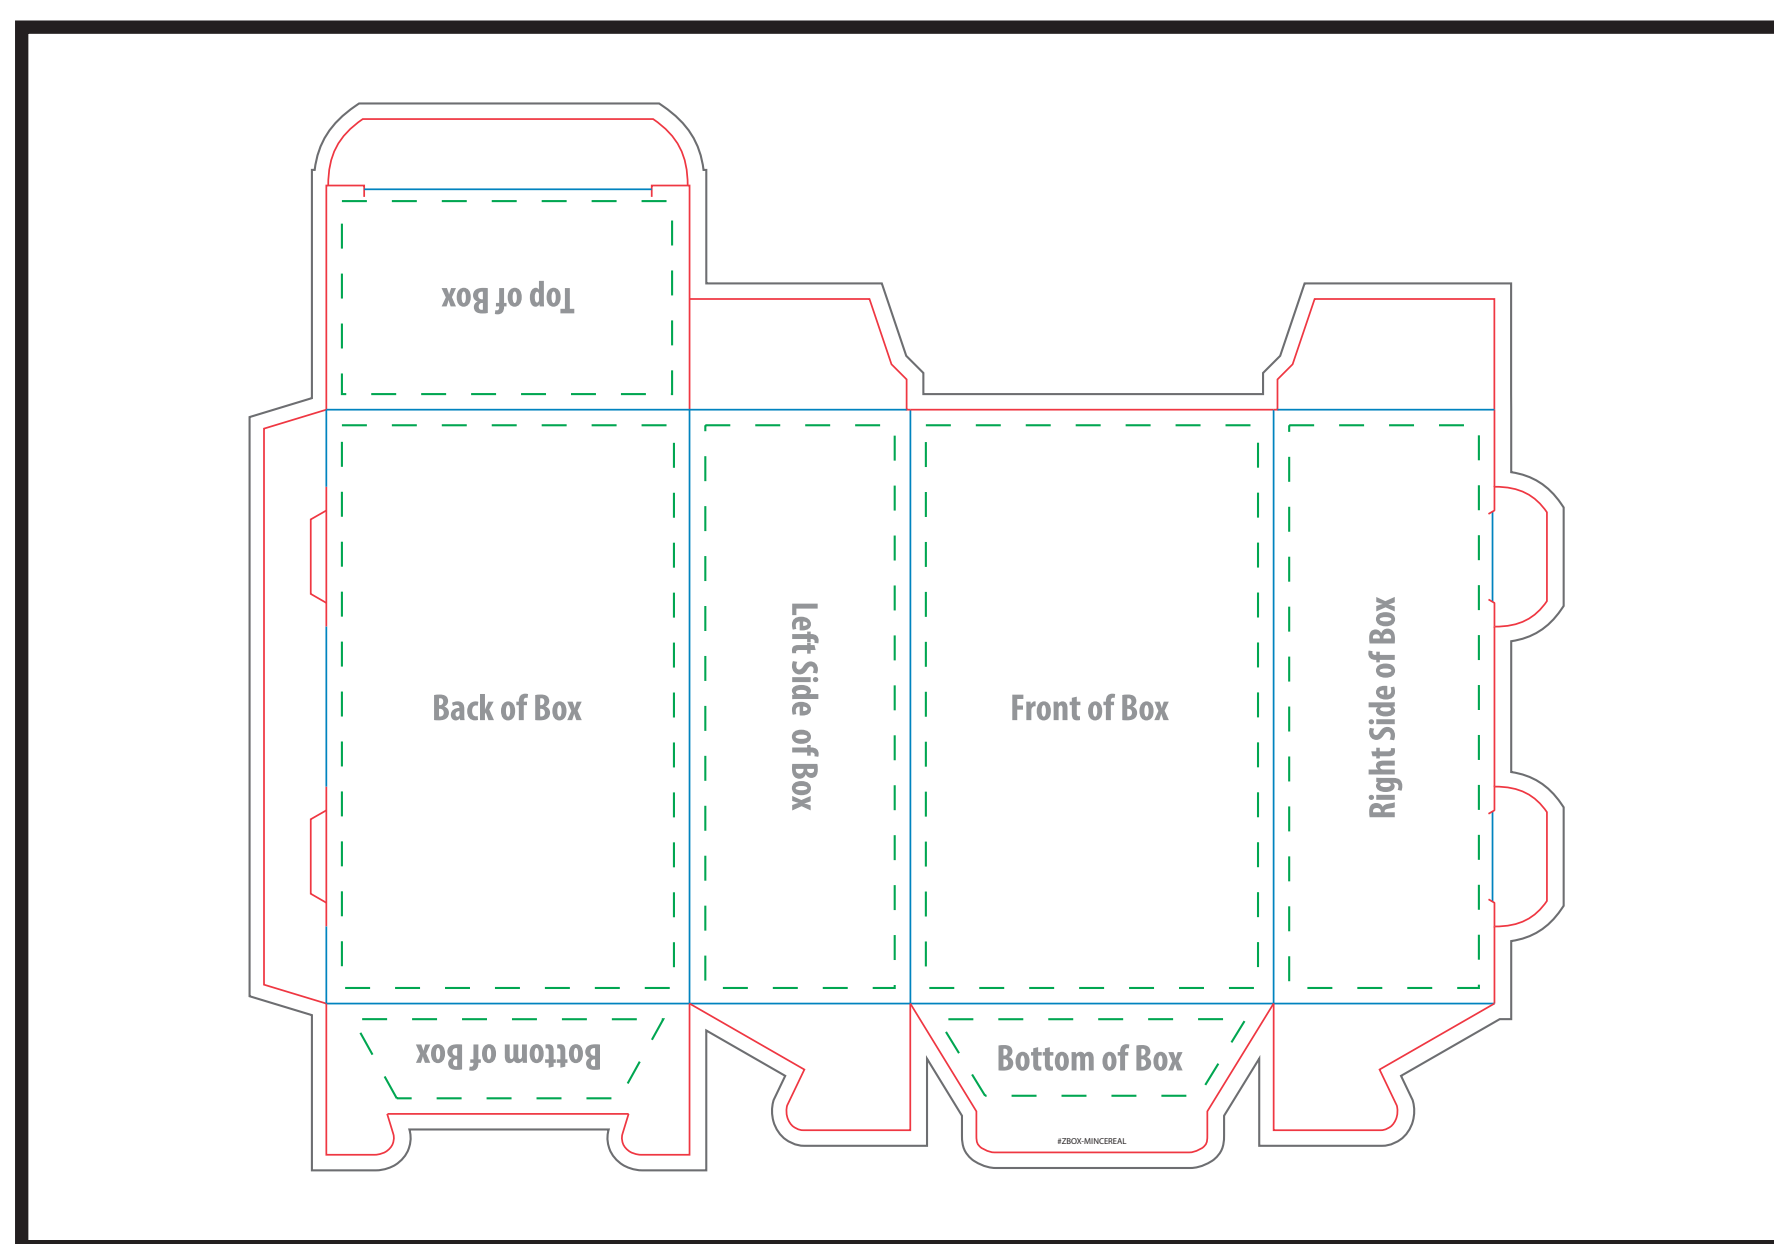 Top of Box
Back of Box
Left Side of Box
Front of Box
Right Side of Box
Bottom of Box
Bottom of Box
#ZBOX-MINCEREAL